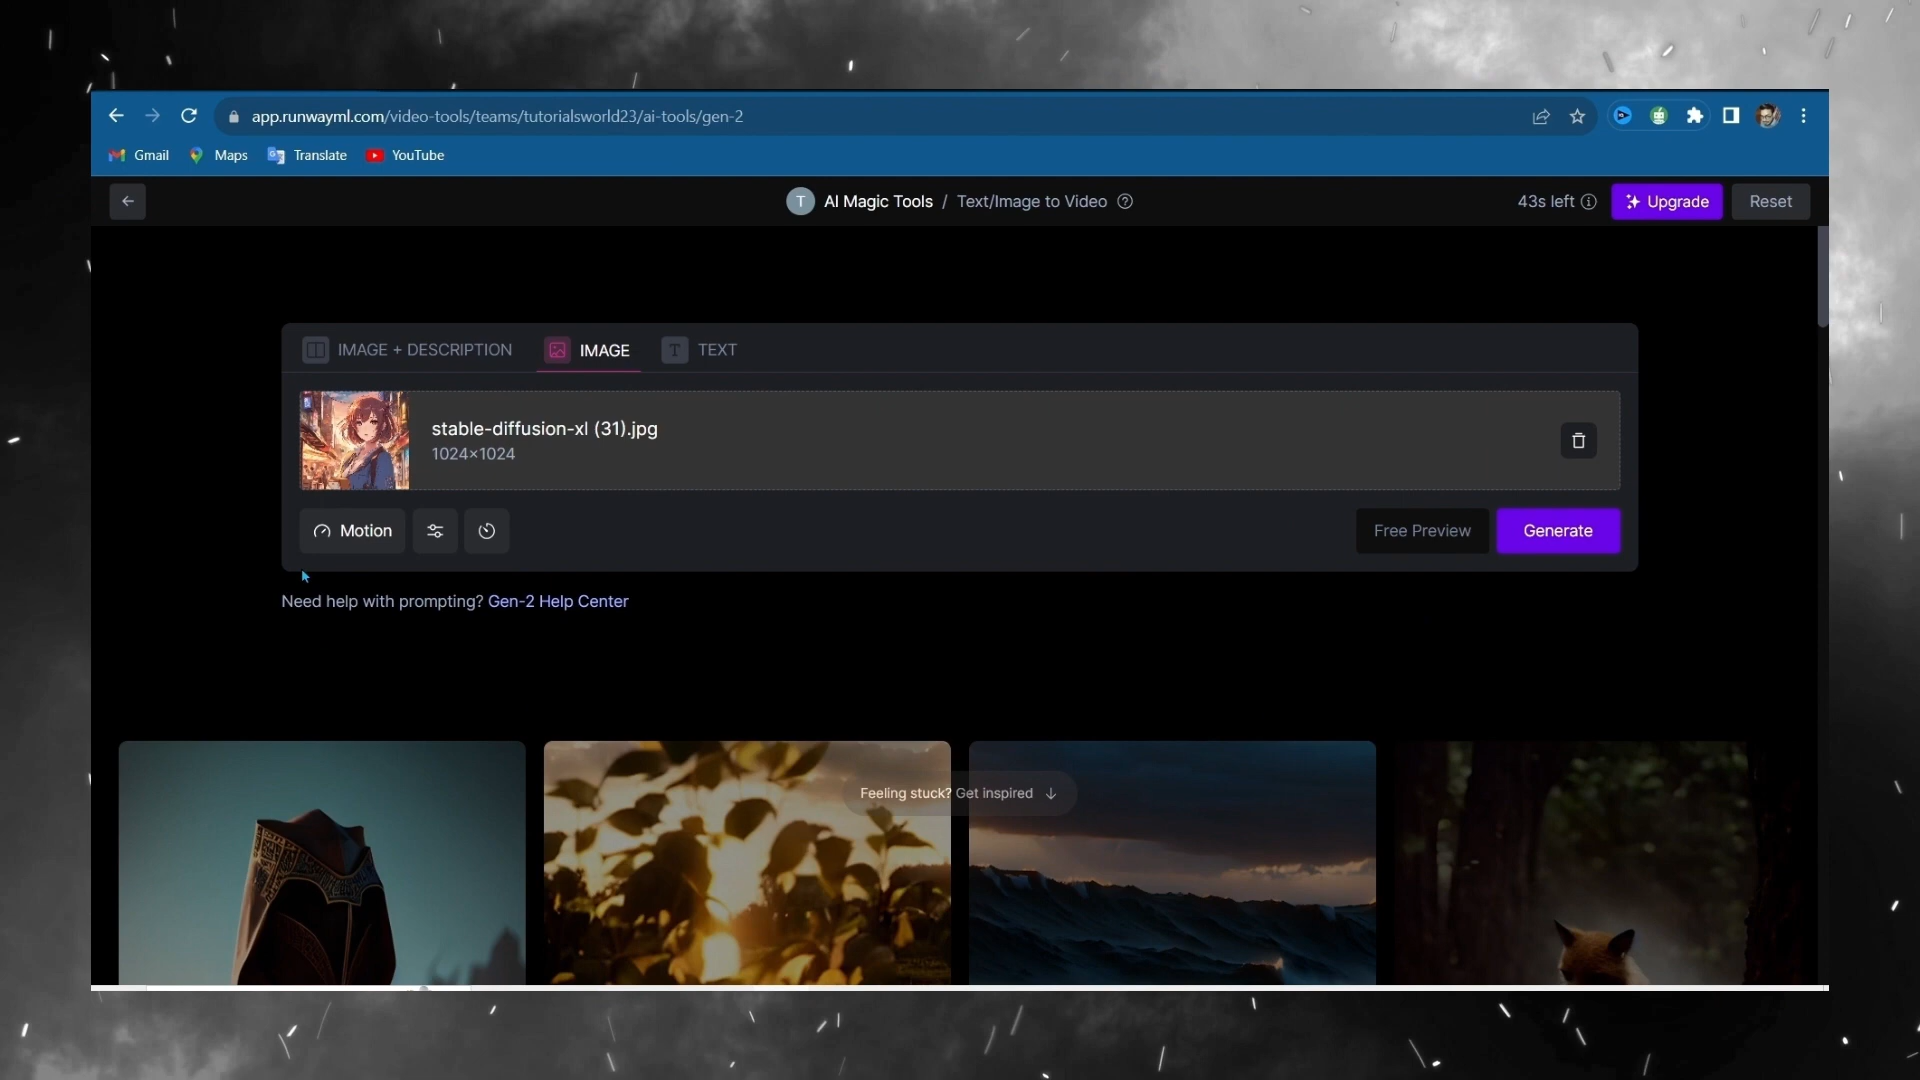 app.runwayml.com/video-tools/teams/tutorialsworld23/ai-tools/gen-2
Gmail Maps Translate YouTube
T AI Magic Tools / Text/Image to Video ? 43s left Upgrade Reset
IMAGE + DESCRIPTION IMAGE T TEXT
stable-diffusion-xl (31).jpg
1024×1024
Motion Free Preview Generate
Need help with prompting? Gen-2 Help Center
Feeling stuck? Get inspired ↓